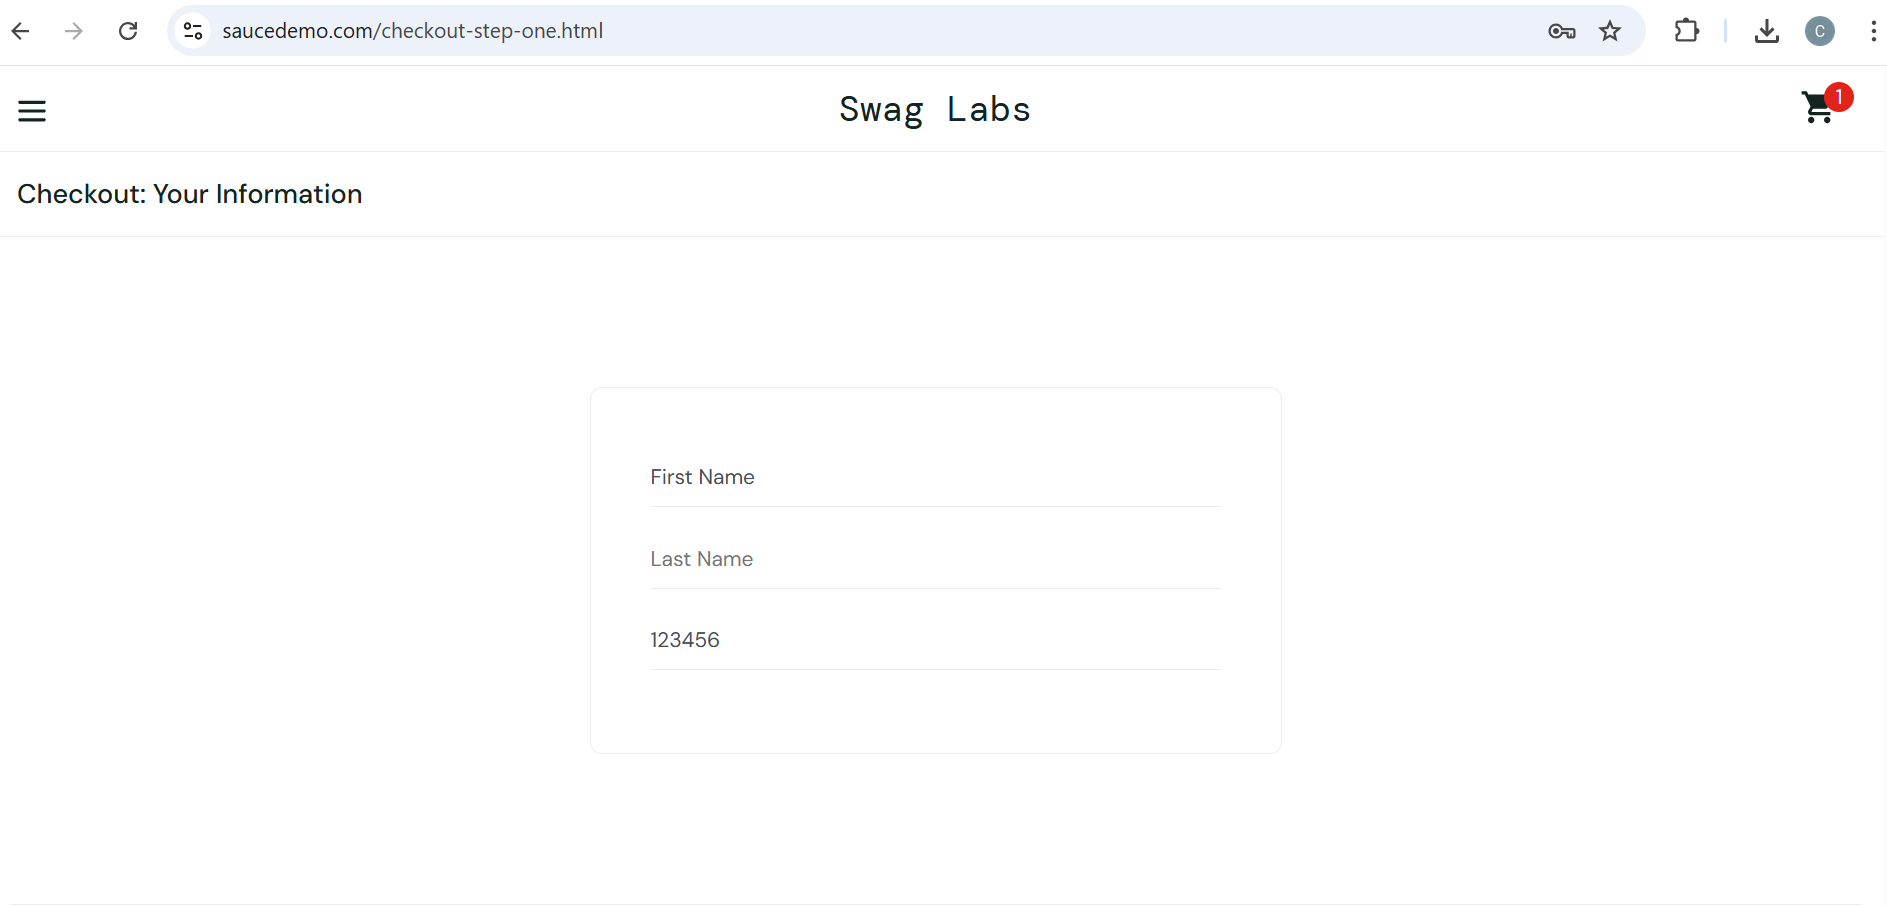 saucedemo.com/checkout-step-one.html
C
Swag Labs
1
Checkout: Your Information
First Name
Last Name
123456